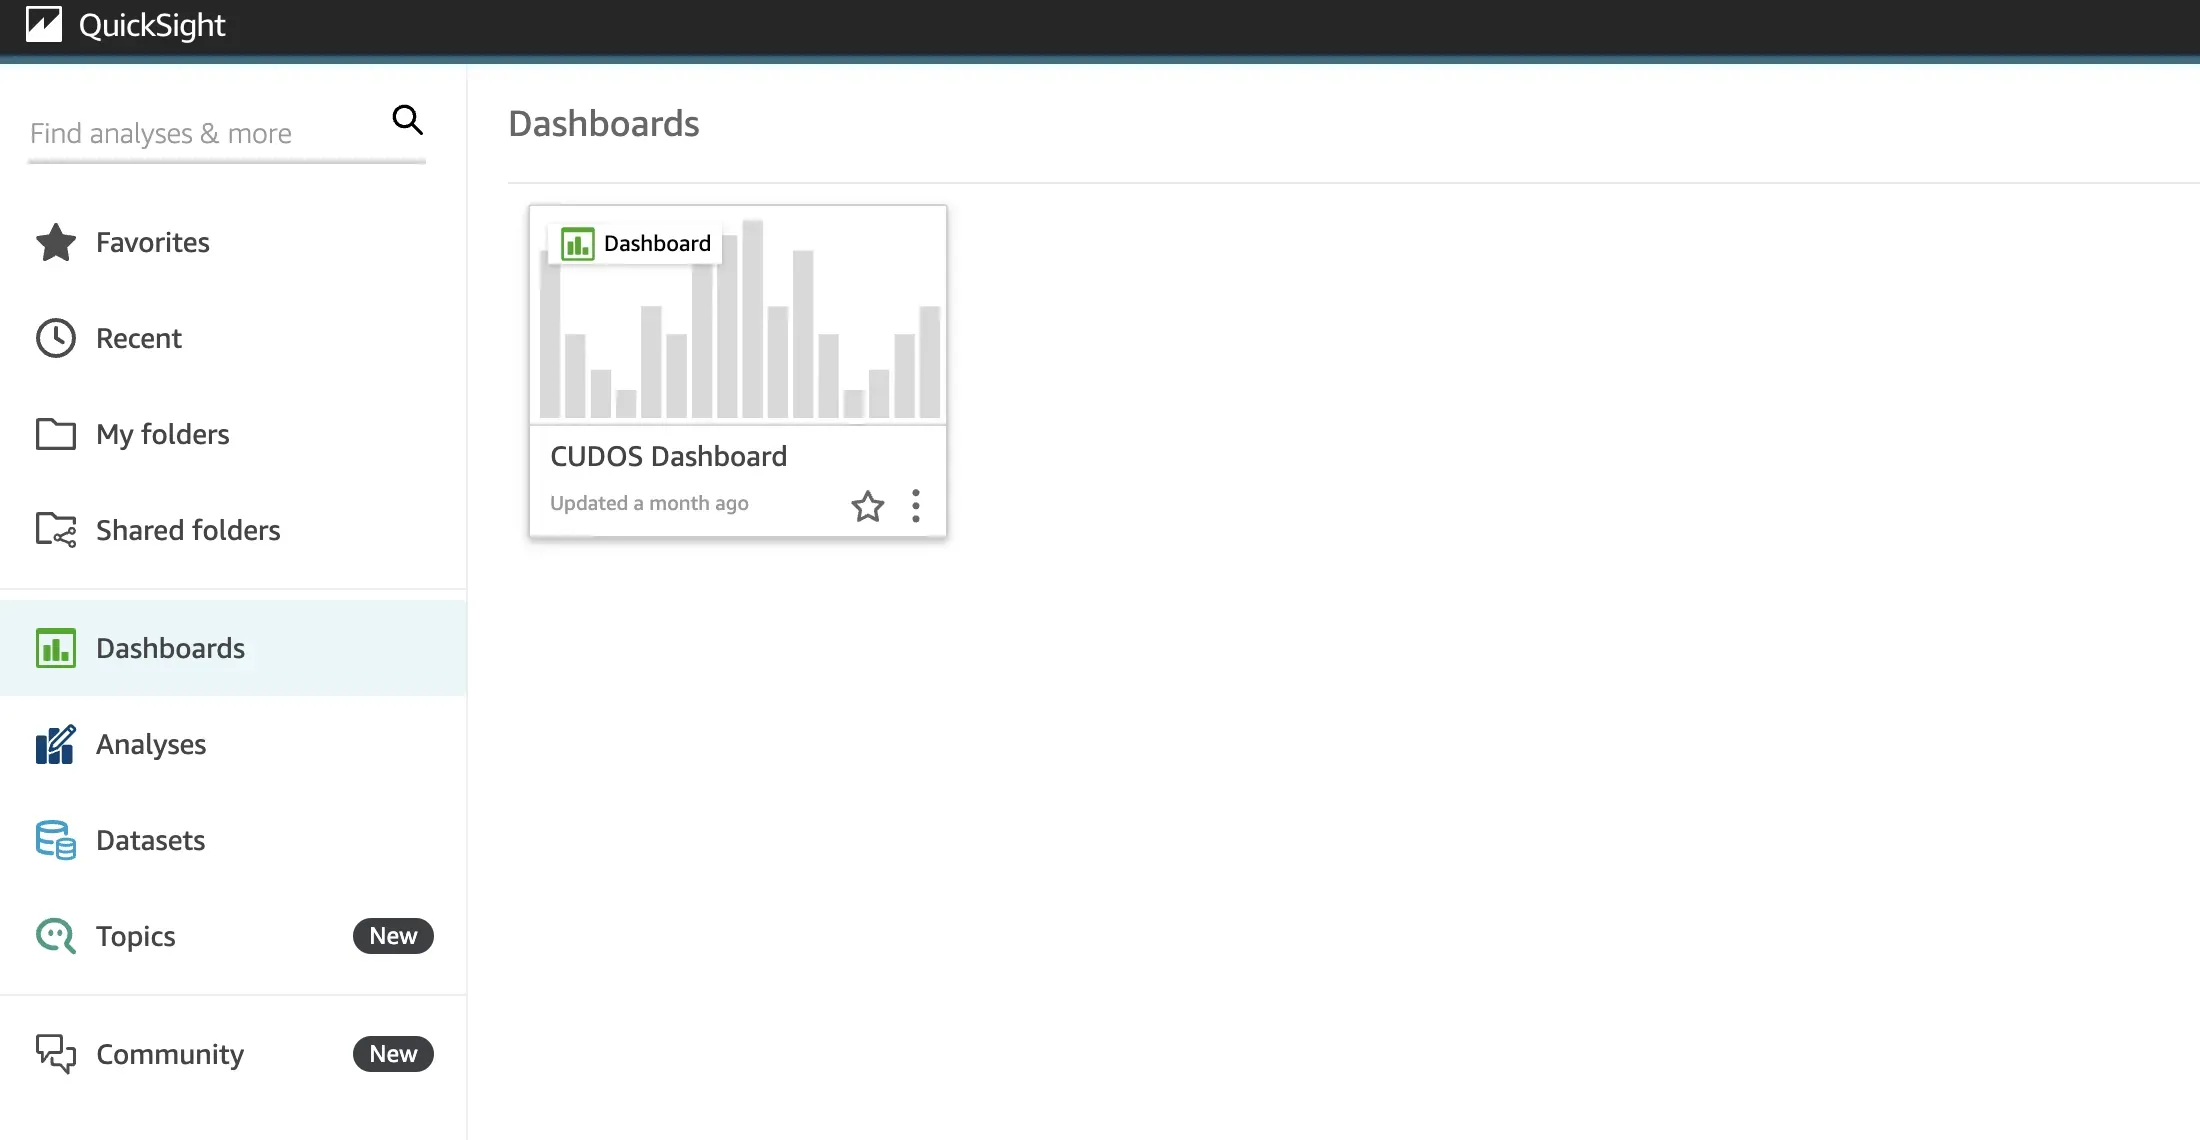 QuickSight
Find analyses & more
Favorites
Recent
My folders
Shared folders
Dashboards
Analyses
Datasets
Topics New
Community New
Dashboards
Dashboard
CUDOS Dashboard
Updated a month ago